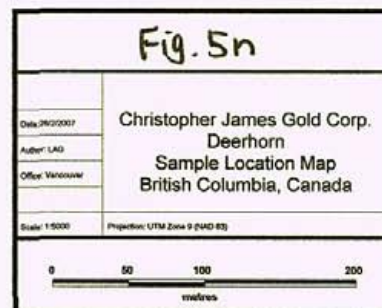 Fig. 5n
Date: 26/2/2007
Author: LAG
Office: Vancouver
Christopher James Gold Corp.
Deerhorn
Sample Location Map
British Columbia, Canada
Scale: 1:5000
Projection: UTM Zone 9 (NAD 83)
0 50 100 200
metres